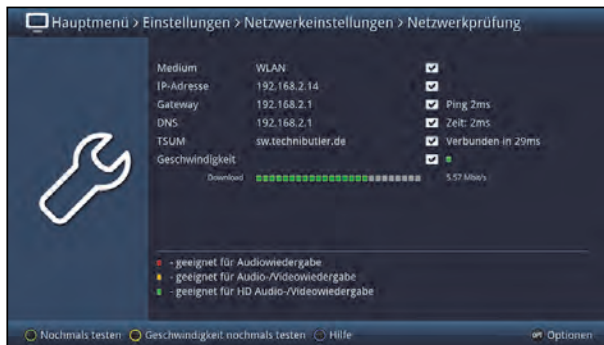 Hauptmenü > Einstellungen > Netzwerkeinstellungen > Netzwerkprüfung
Medium WLAN
IP-Adresse 192.168.2.14
Gateway 192.168.2.1 Ping 2ms
DNS 192.168.2.1 Zeit: 2ms
TSUM sw.technibutler.de Verbunden in 29ms
Geschwindigkeit
Download 5.57 Mbit/s
- geeignet für Audiowiedergabe
- geeignet für Audio-/Videowiedergabe
- geeignet für HD Audio-/Videowiedergabe
Nochmals testen Geschwindigkeit nochmals testen Hilfe OPT Optionen